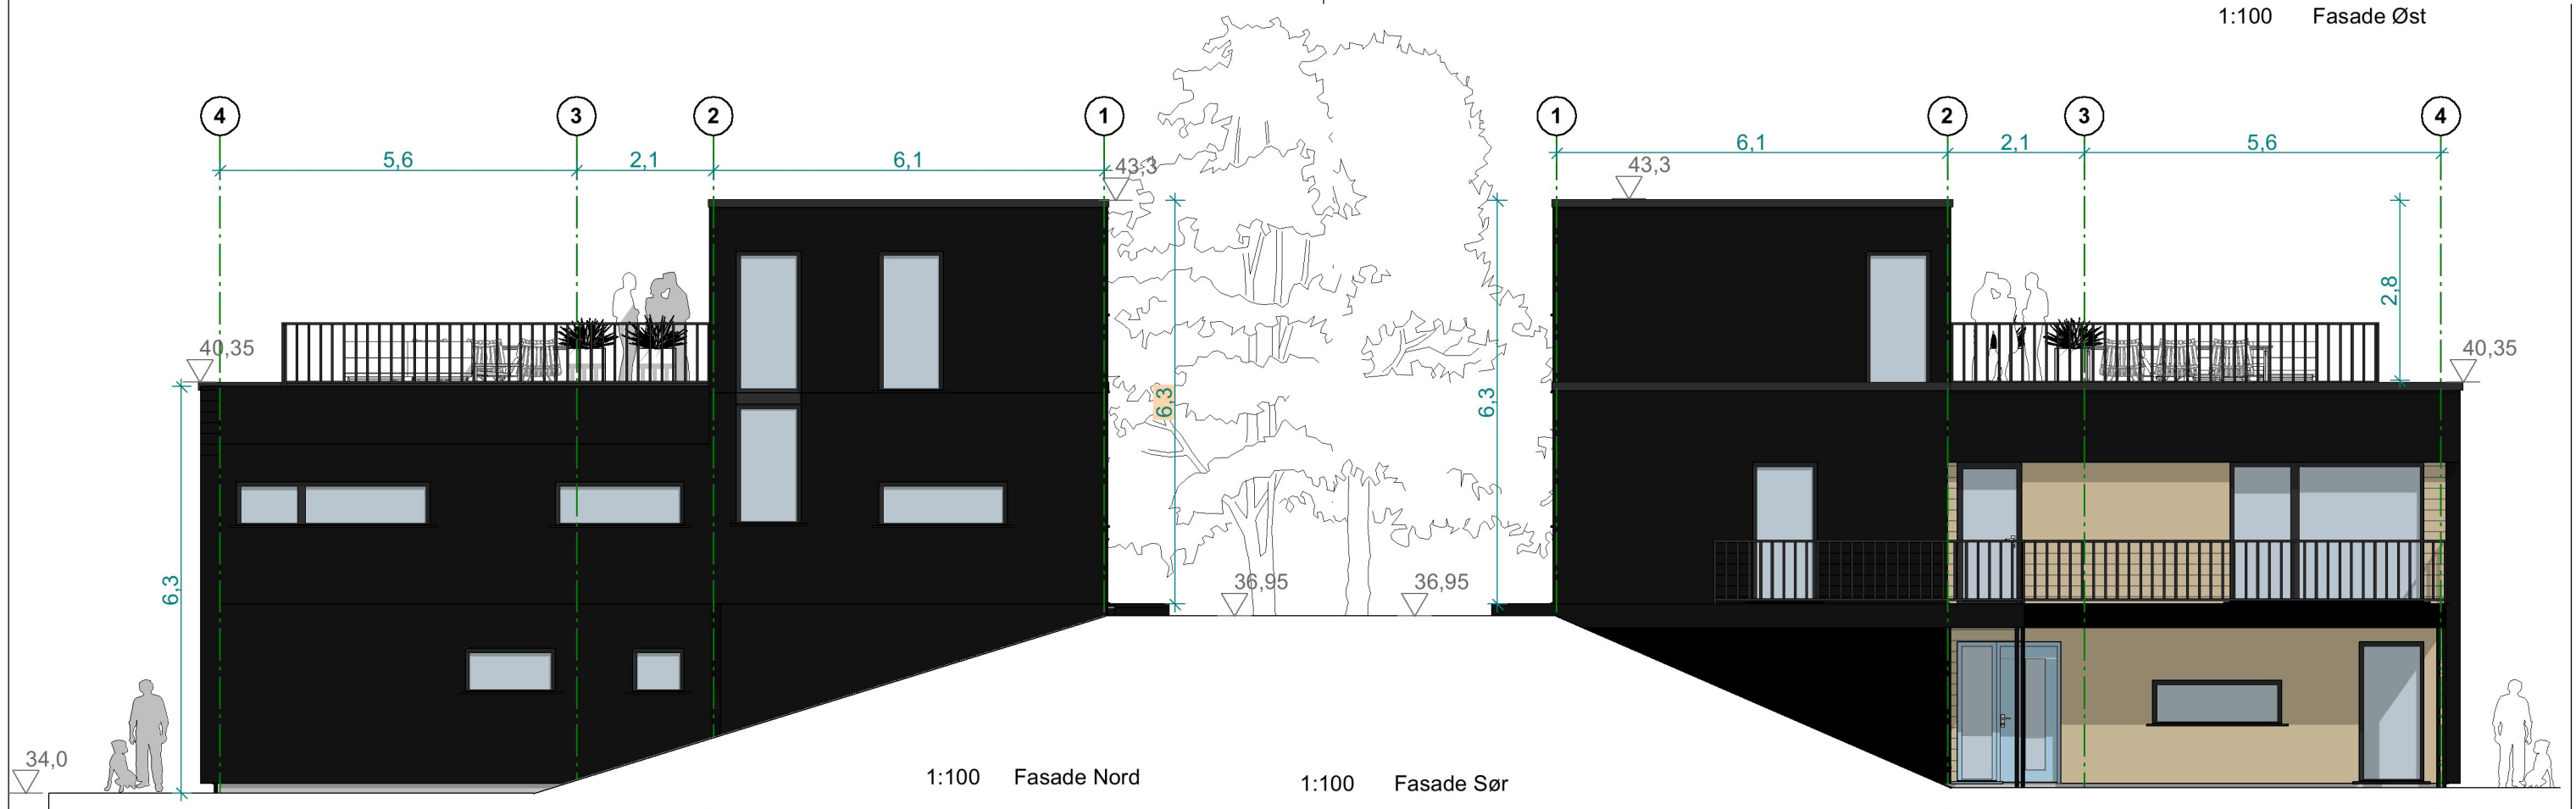 1:100 Fasade Øst
4 3 2 1 1 2 3 4
5,6 2,1 6,1 6,1 2,1 5,6
43,3 43,3
2,8
40,35 40,35
6,3 6,3
6,3
36,95 36,95
34,0
1:100 Fasade Nord 1:100 Fasade Sør